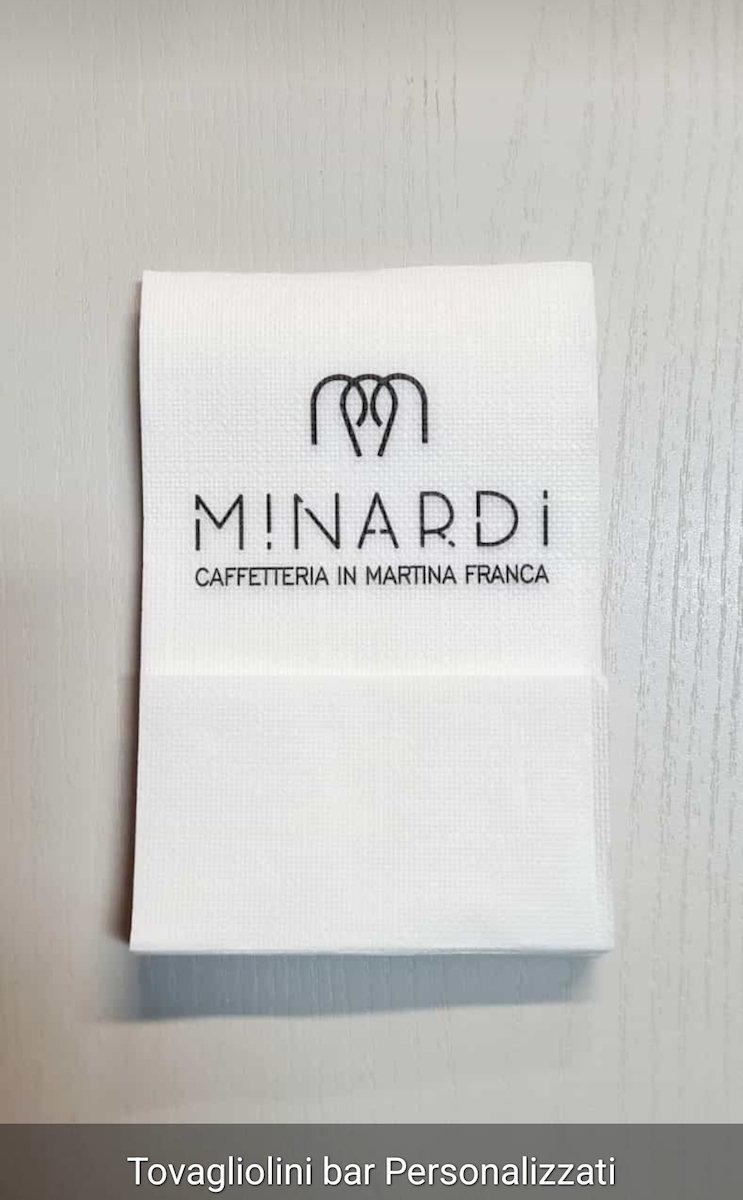 M!NARDi
CAFFETTERIA IN MARTINA FRANCA
Tovagliolini bar Personalizzati